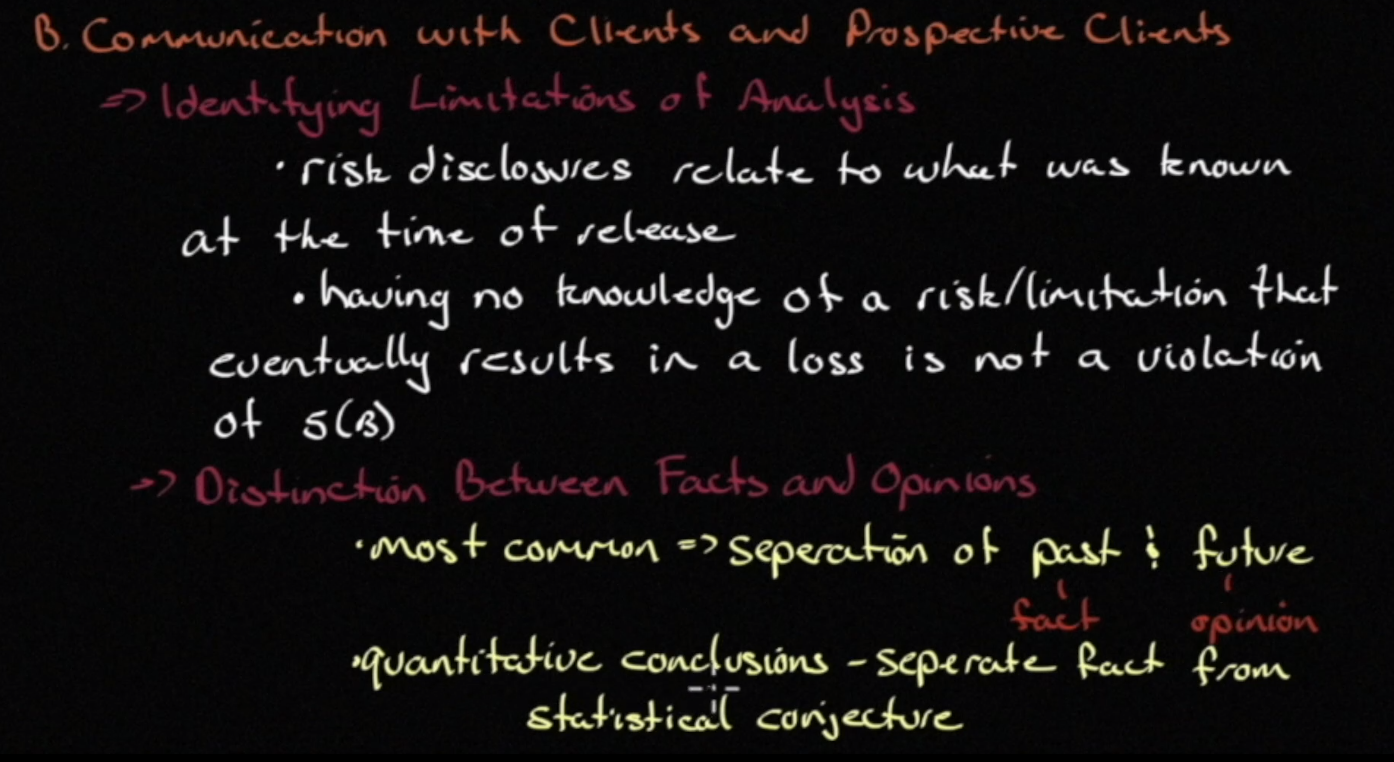 B. Communication with Clients and Prospective Clients
=> Identifying Limitations of Analysis
• risk disclosures relate to what was known
at the time of release
• having no knowledge of a risk/limitation that
eventually results in a loss is not a violation
of 5(B)
-> Distinction Between Facts and Opinions
• most common => seperation of past & future
fact opinion
• quantitative conclusions - seperate fact from
statistical conjecture